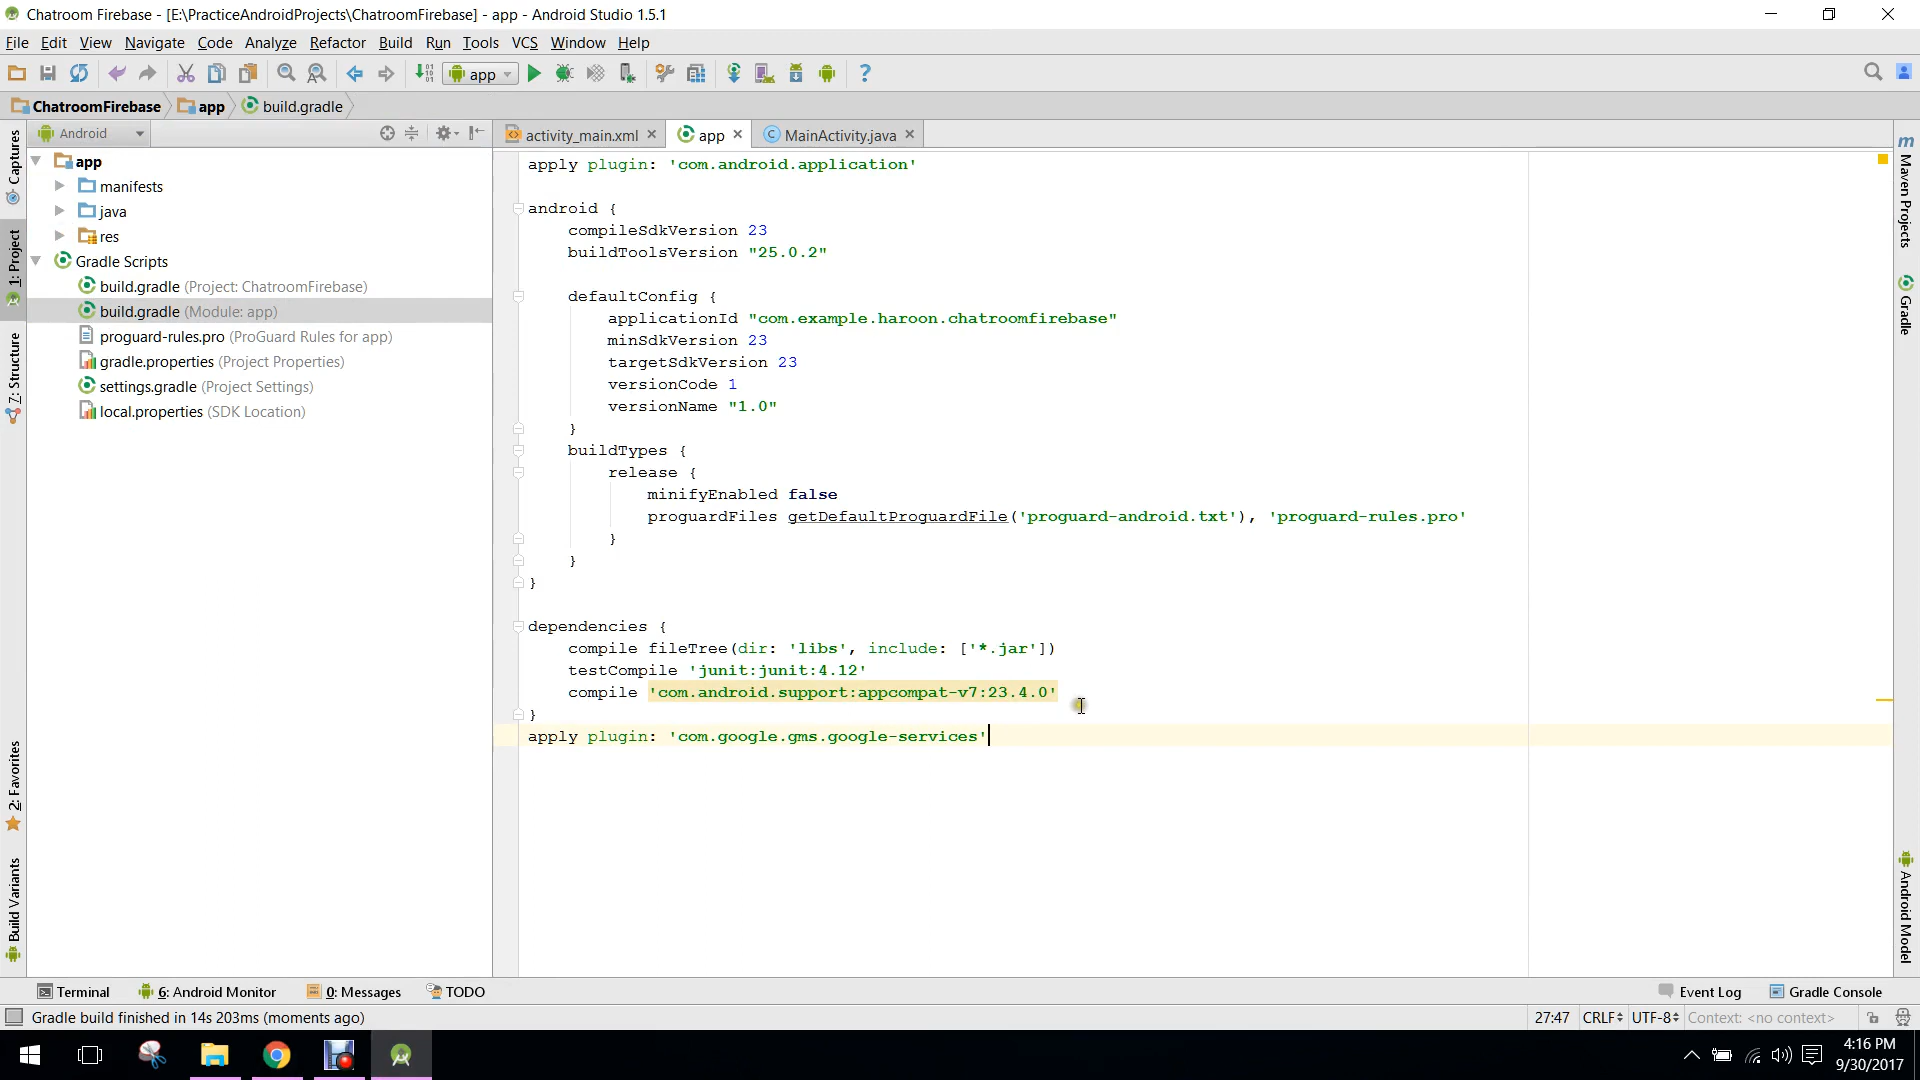 Chatroom Firebase - [E:\PracticeAndroidProjects\ChatroomFirebase] - app - Android Studio 1.5.1
File Edit View Navigate Code Analyze Refactor Build Run Tools VCS Window Help
app
ChatroomFirebase app build.gradle
Android
activity_main.xml app MainActivity.java
app
manifests
java
res
Gradle Scripts
build.gradle (Project: ChatroomFirebase)
build.gradle (Module: app)
proguard-rules.pro (ProGuard Rules for app)
gradle.properties (Project Properties)
settings.gradle (Project Settings)
local.properties (SDK Location)
Captures
1: Project
7: Structure
2: Favorites
Build Variants
apply plugin: 'com.android.application'
android {
compileSdkVersion 23
buildToolsVersion "25.0.2"
defaultConfig {
applicationId "com.example.haroon.chatroomfirebase"
minSdkVersion 23
targetSdkVersion 23
versionCode 1
versionName "1.0"
}
buildTypes {
release {
minifyEnabled false
proguardFiles getDefaultProguardFile('proguard-android.txt'), 'proguard-rules.pro'
}
}
}
dependencies {
compile fileTree(dir: 'libs', include: ['*.jar'])
testCompile 'junit:junit:4.12'
compile 'com.android.support:appcompat-v7:23.4.0'
}
apply plugin: 'com.google.gms.google-services'
m Maven Projects
Gradle
Android Model
Terminal 6: Android Monitor 0: Messages TODO Event Log Gradle Console
Gradle build finished in 14s 203ms (moments ago) 27:47 CRLF UTF-8 Context: <no context>
4:16 PM
9/30/2017